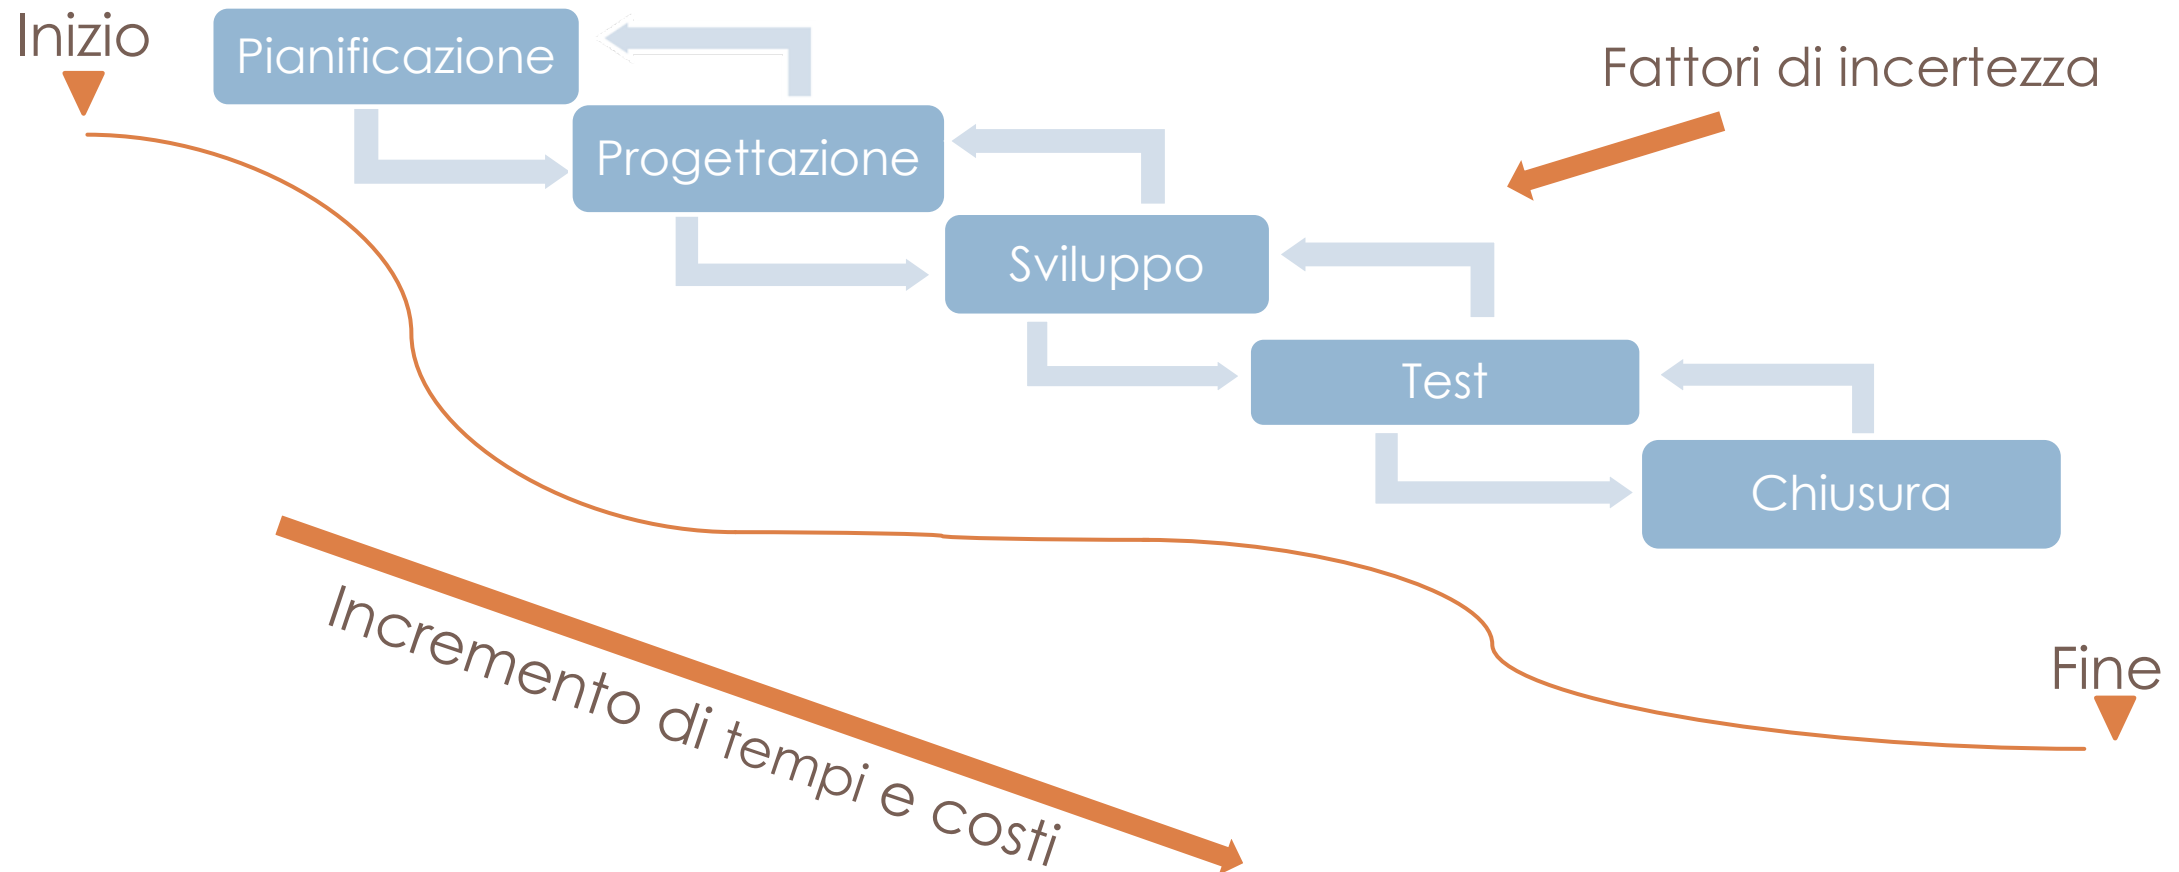 Inizio
Pianificazione
Fattori di incertezza
Progettazione
Sviluppo
Test
Chiusura
Incremento di tempi e costi
Fine